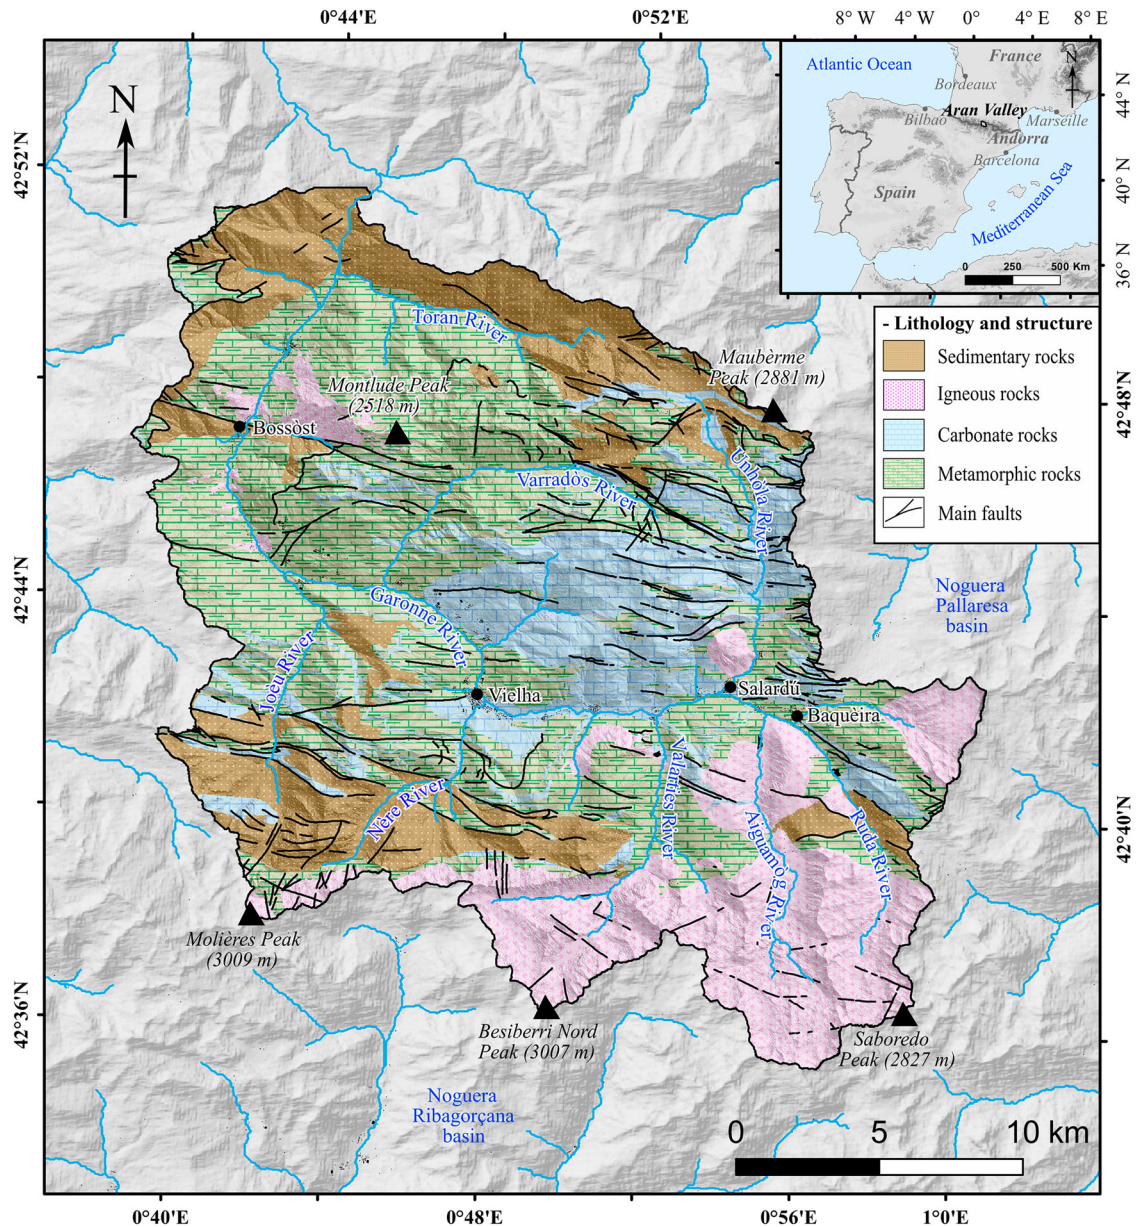 0°44'E
0°52'E
8° W
4° W
0°
4° E
8° E
N
Atlantic Ocean
France
N
Bordeaux
Aran Valley
Bilbao
Marseille
Andorra
Barcelona
Spain
Mediterranean Sea
0
250
500 Km
44° N
40° N
36° N
42°52'N
42°48'N
42°44'N
42°40'N
42°36'N
- Lithology and structure
Sedimentary rocks
Igneous rocks
Carbonate rocks
Metamorphic rocks
Main faults
Toran River
Maubèrme
Peak (2881 m)
Montlude Peak
(2518 m)
Bossòst
Unhòla River
Varradòs River
Garonne River
Noguera
Pallaresa
basin
Joeu River
Vielha
Salardú
Baquèira
Valarties River
Nère River
Aiguamòg River
Ruda River
Molières Peak
(3009 m)
Besiberri Nord
Peak (3007 m)
Saboredo
Peak (2827 m)
Noguera
Ribagorçana
basin
0
5
10 km
0°40'E
0°48'E
0°56'E
1°0'E